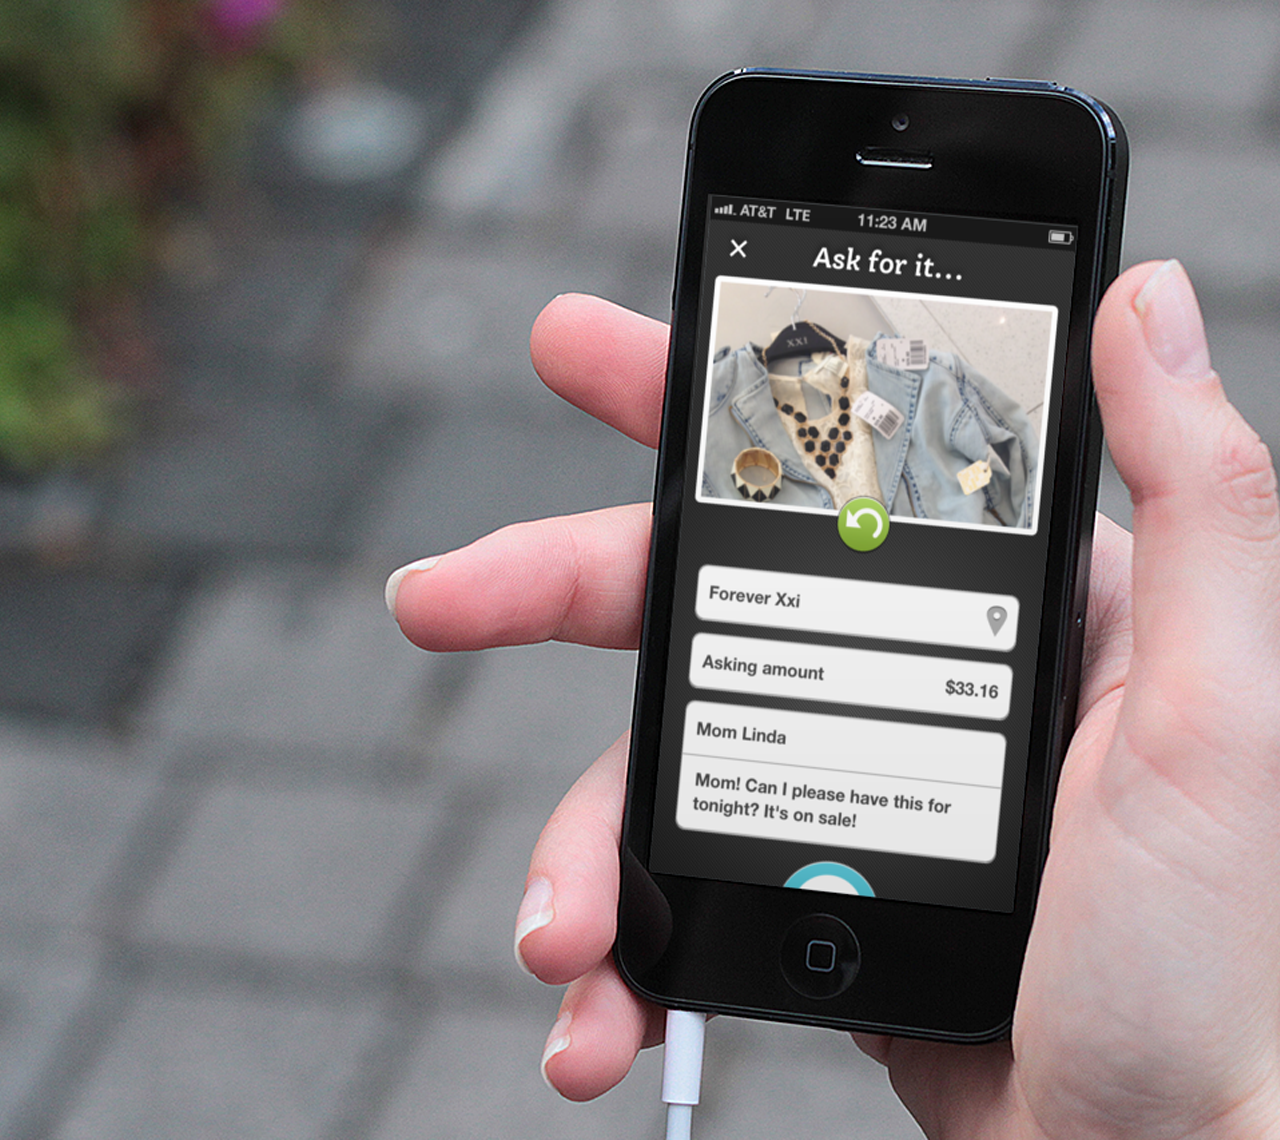 AT&T LTE 11:23 AM
Ask for it...
XXI
Forever Xxi
Asking amount $33.16
Mom Linda
Mom! Can I please have this for
tonight? It's on sale!